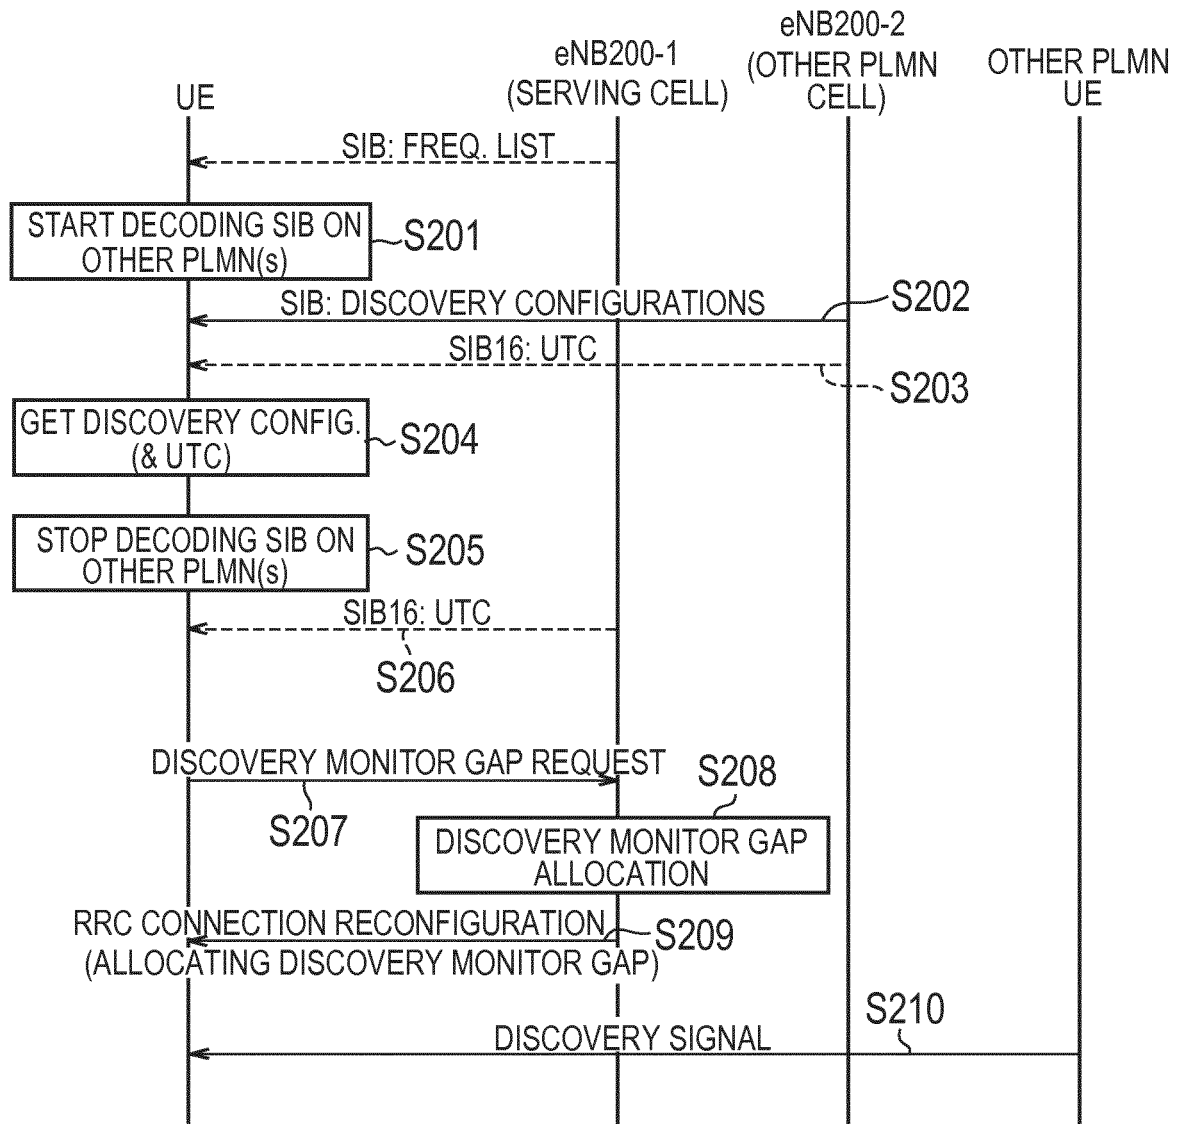 UE
eNB200-1
(SERVING CELL)
eNB200-2
(OTHER PLMN
CELL)
OTHER PLMN
UE
SIB: FREQ. LIST
START DECODING SIB ON
OTHER PLMN(s)
S201
SIB: DISCOVERY CONFIGURATIONS
S202
SIB16: UTC
S203
GET DISCOVERY CONFIG.
(& UTC)
S204
STOP DECODING SIB ON
OTHER PLMN(s)
S205
SIB16: UTC
S206
DISCOVERY MONITOR GAP REQUEST
S207
S208
DISCOVERY MONITOR GAP
ALLOCATION
RRC CONNECTION RECONFIGURATION
S209
(ALLOCATING DISCOVERY MONITOR GAP)
S210
DISCOVERY SIGNAL